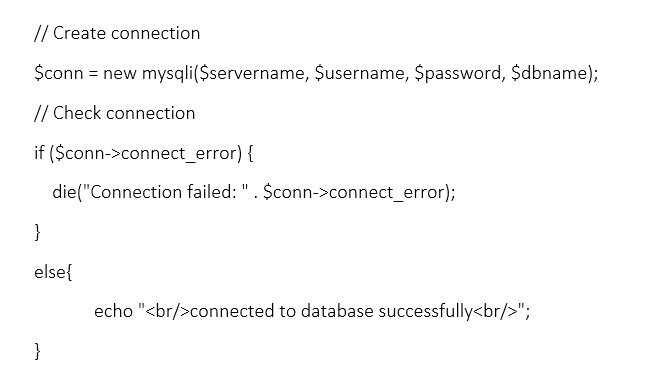 // Create connection
$conn = new mysqli($servername, $username, $password, $dbname);
// Check connection
if ($conn->connect_error) {
die("Connection failed: " . $conn->connect_error);
}
else{
echo "<br/>connected to database successfully<br/>";
}